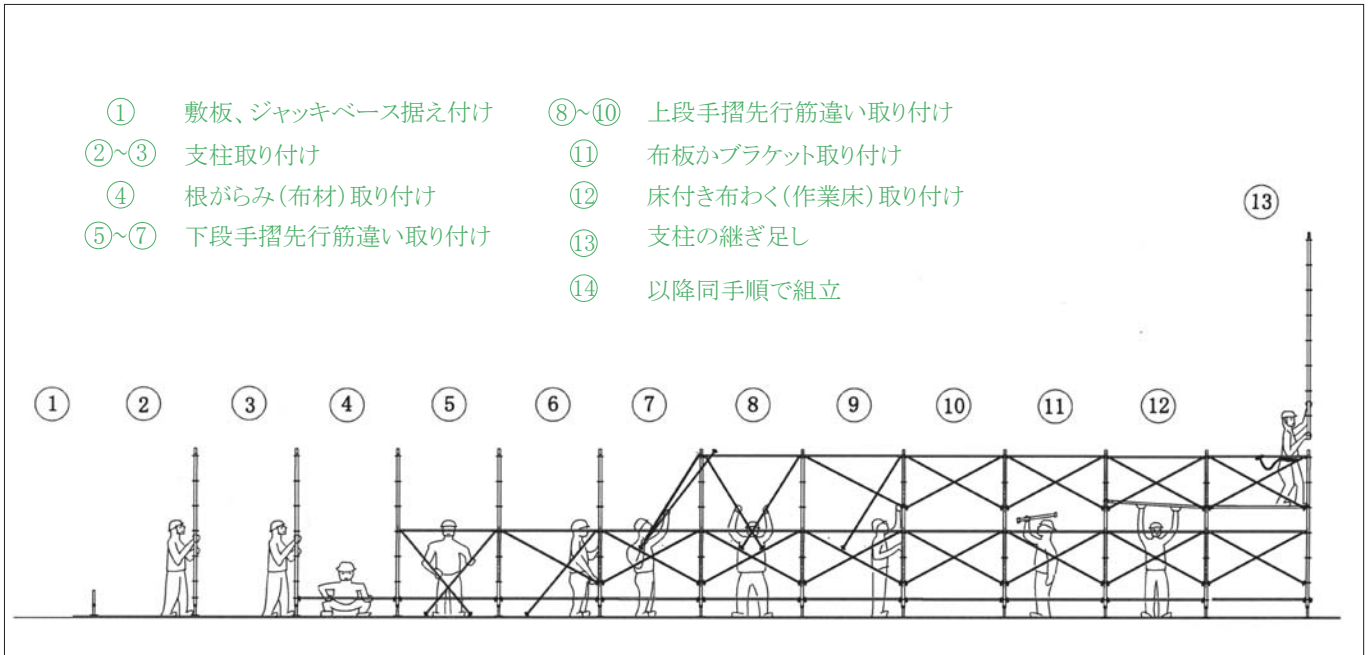 ① 敷板、ジャッキベース据え付け
②~③ 支柱取り付け
④ 根がらみ(布材)取り付け
⑤~⑦ 下段手摺先行筋違い取り付け
⑧~⑩ 上段手摺先行筋違い取り付け
⑪ 布板かブラケット取り付け
⑫ 床付き布わく(作業床)取り付け
⑬ 支柱の継ぎ足し
⑭ 以降同手順で組立
⑬
① ② ③ ④ ⑤ ⑥ ⑦ ⑧ ⑨ ⑩ ⑪ ⑫